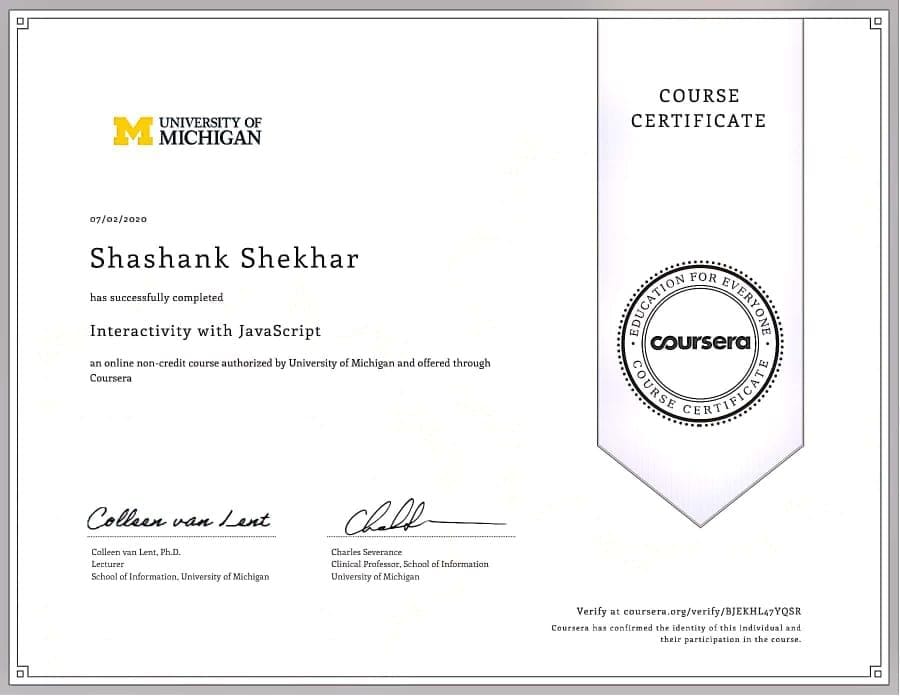 UNIVERSITY OF
MICHIGAN
COURSE
CERTIFICATE
07/02/2020
Shashank Shekhar
has successfully completed
Interactivity with JavaScript
an online non-credit course authorized by University of Michigan and offered through
Coursera
EDUCATION FOR EVERYONE
coursera
COURSE CERTIFICATE
Colleen van Lent
Colleen van Lent, Ph.D.
Lecturer
School of Information, University of Michigan
Charles Severance
Clinical Professor, School of Information
University of Michigan
Verify at coursera.org/verify/BJEKHL47YQSR
Coursera has confirmed the identity of this individual and
their participation in the course.